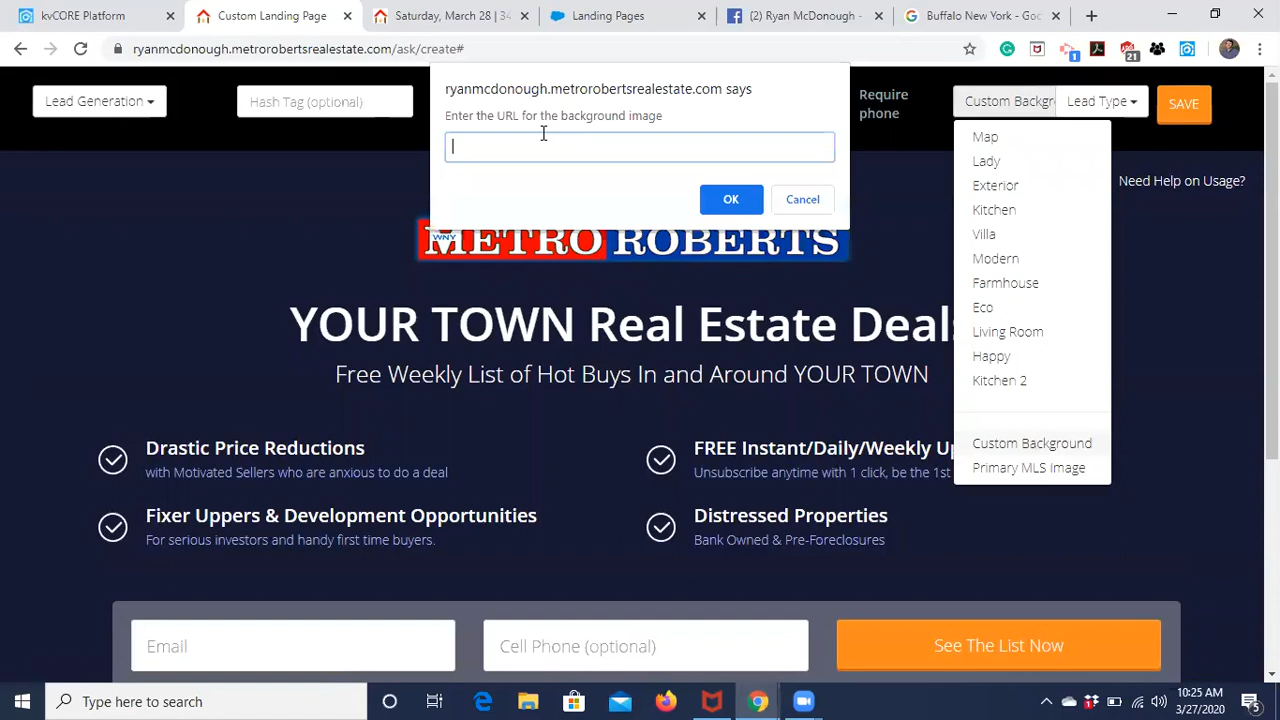 kvCORE Platform
Custom Landing Page
Saturday, March 28 | 34
Landing Pages
(2) Ryan McDonough -
Buffalo New York - Goo
ryanmcdonough.metrorobertsrealestate.com/ask/create#
1
21
Lead Generation
Hash Tag (optional)
ryanmcdonough.metrorobertsrealestate.com says
Enter the URL for the background image
OK
Cancel
Require
phone
Custom Backgr
Lead Type
SAVE
Map
Lady
Exterior
Kitchen
Villa
Modern
Farmhouse
Eco
Living Room
Happy
Kitchen 2
Custom Background
Primary MLS Image
Need Help on Usage?
WNY
METRO ROBERTS
YOUR TOWN Real Estate Deals
Free Weekly List of Hot Buys In and Around YOUR TOWN
Drastic Price Reductions
with Motivated Sellers who are anxious to do a deal
FREE Instant/Daily/Weekly Up
Unsubscribe anytime with 1 click, be the 1st
Fixer Uppers & Development Opportunities
For serious investors and handy first time buyers.
Distressed Properties
Bank Owned & Pre-Foreclosures
Email
Cell Phone (optional)
See The List Now
Type here to search
10:25 AM
3/27/2020
5